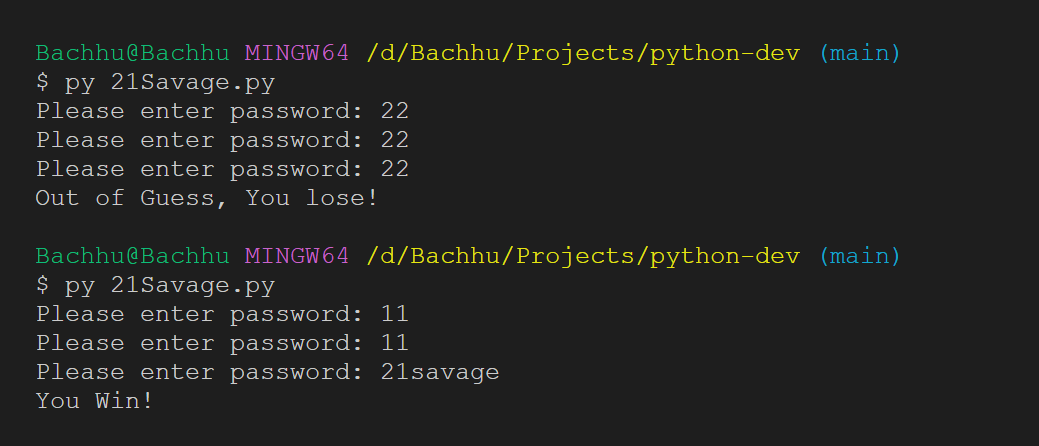 Bachhu@Bachhu MINGW64 /d/Bachhu/Projects/python-dev (main)
$ py 21Savage.py
Please enter password: 22
Please enter password: 22
Please enter password: 22
Out of Guess, You lose!
Bachhu@Bachhu MINGW64 /d/Bachhu/Projects/python-dev (main)
$ py 21Savage.py
Please enter password: 11
Please enter password: 11
Please enter password: 21savage
You Win!